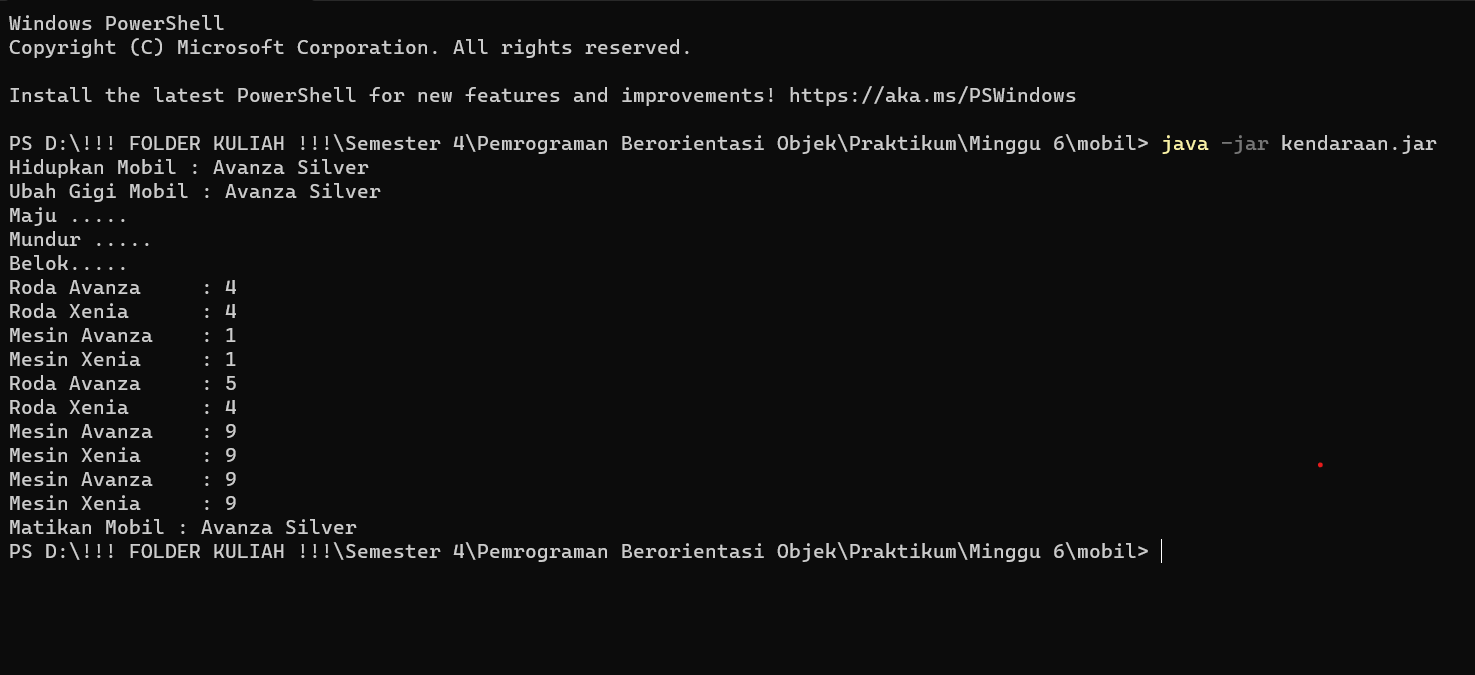 Windows PowerShell
Copyright (C) Microsoft Corporation. All rights reserved.
Install the latest PowerShell for new features and improvements! https://aka.ms/PSWindows
PS D:\!!! FOLDER KULIAH !!!\Semester 4\Pemrograman Berorientasi Objek\Praktikum\Minggu 6\mobil> java -jar kendaraan.jar
Hidupkan Mobil : Avanza Silver
Ubah Gigi Mobil : Avanza Silver
Maju .....
Mundur .....
Belok.....
Roda Avanza     : 4
Roda Xenia      : 4
Mesin Avanza    : 1
Mesin Xenia     : 1
Roda Avanza     : 5
Roda Xenia      : 4
Mesin Avanza    : 9
Mesin Xenia     : 9
Mesin Avanza    : 9
Mesin Xenia     : 9
Matikan Mobil : Avanza Silver
PS D:\!!! FOLDER KULIAH !!!\Semester 4\Pemrograman Berorientasi Objek\Praktikum\Minggu 6\mobil>